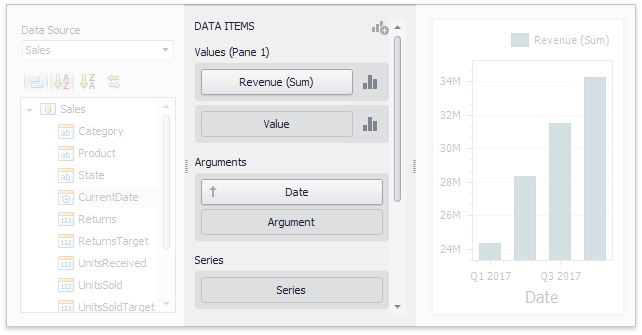 Data Source
Sales
Sales
Category
Product
State
CurrentDate
Returns
ReturnsTarget
UnitsReceived
UnitsSold
UnitsSoldTarget
DATA ITEMS
Values (Pane 1)
Revenue (Sum)
Value
Arguments
Date
Argument
Series
Series
Revenue (Sum)
34M
32M
30M
28M
26M
24M
Q1 2017 Q3 2017
Date